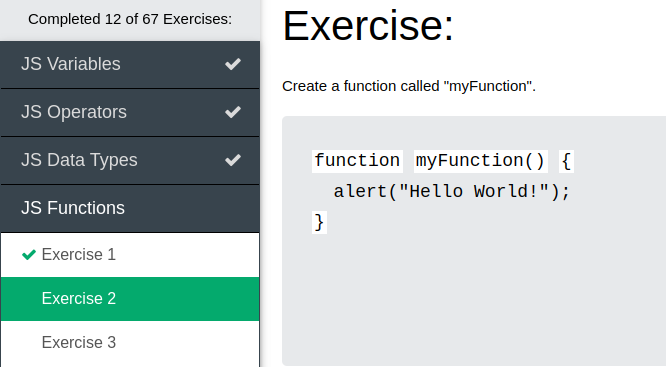 Completed 12 of 67 Exercises:
JS Variables
JS Operators
JS Data Types
JS Functions
Exercise 1
Exercise 2
Exercise 3
Exercise:
Create a function called "myFunction".
function myFunction() {
  alert("Hello World!");
}